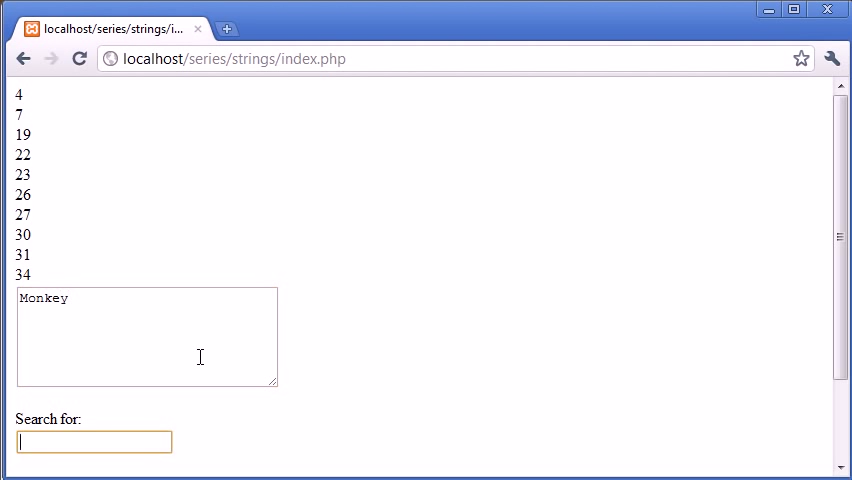 localhost/series/strings/i...
localhost/series/strings/index.php
4
7
19
22
23
26
27
30
31
34
Monkey
Search for: